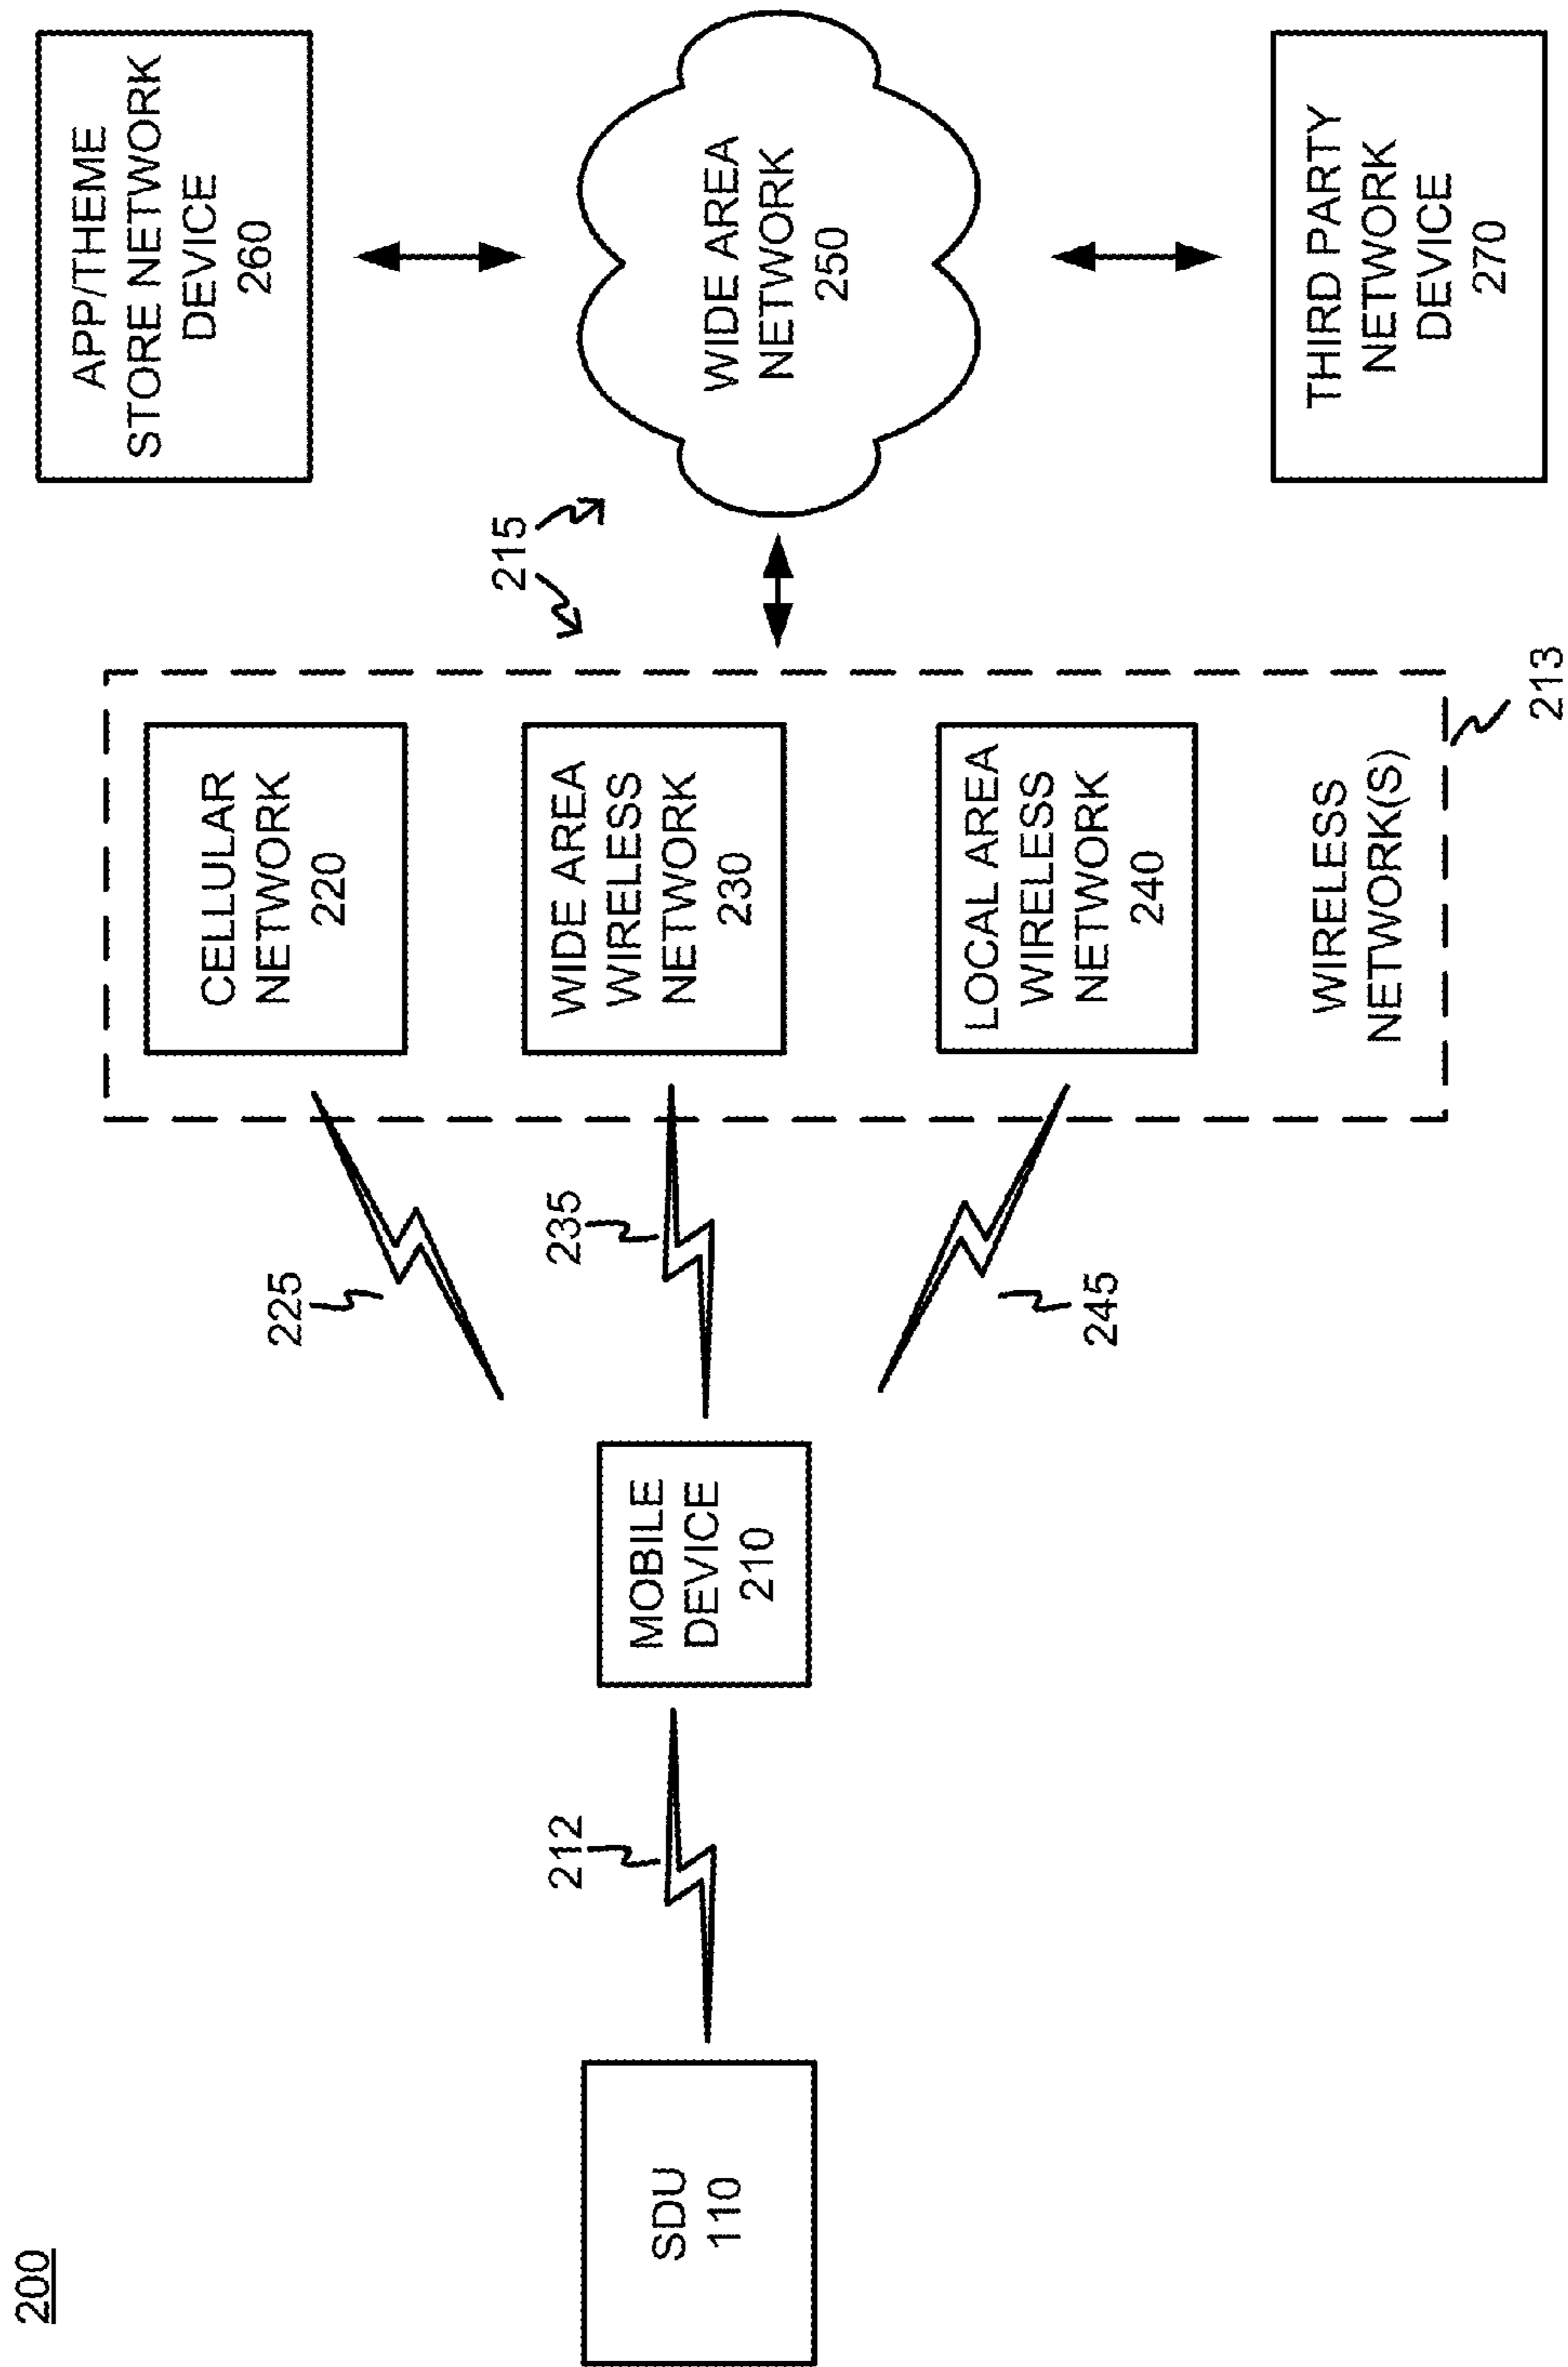 200
SDU
110
212
MOBILE
DEVICE
210
225
235
245
CELLULAR
NETWORK
220
WIDE AREA
WIRELESS
NETWORK
230
LOCAL AREA
WIRELESS
NETWORK
240
WIRELESS
NETWORK(S)
213
215
APP/THEME
STORE NETWORK
DEVICE
260
WIDE AREA
NETWORK
250
THIRD PARTY
NETWORK
DEVICE
270